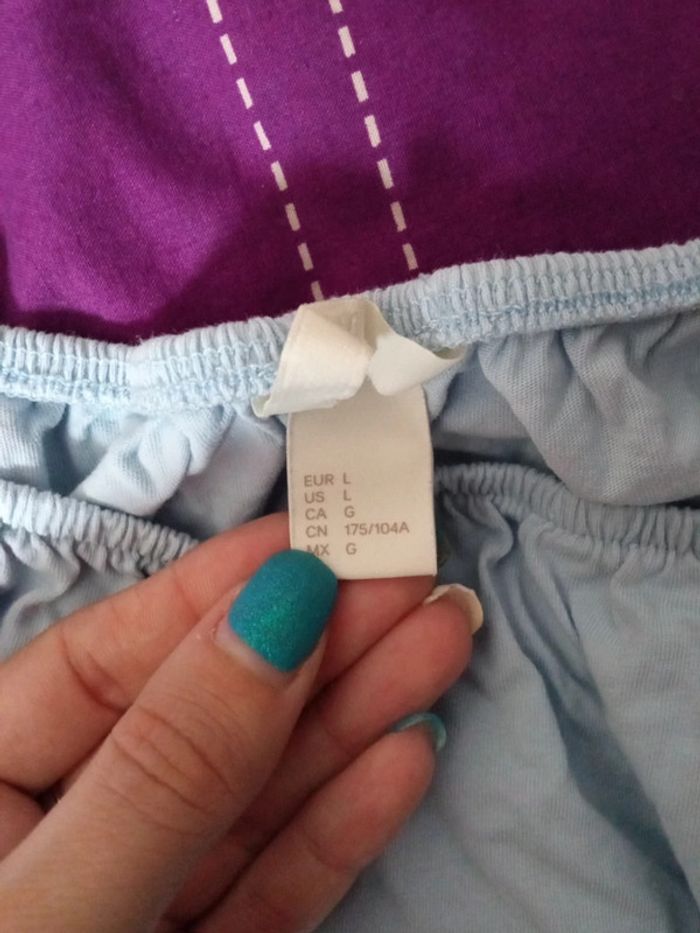 EUR L
US L
CA G
CN 175/104A
MX G